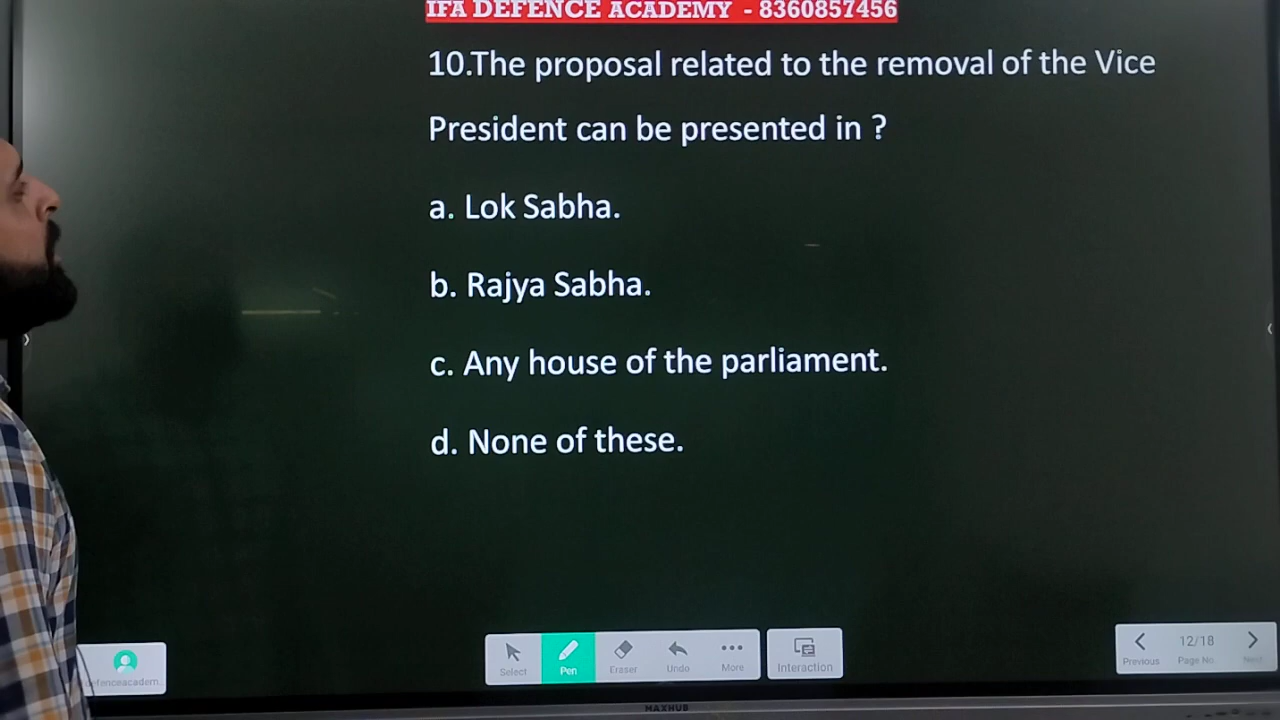 IFA DEFENCE ACADEMY - 8360857456
10.The proposal related to the removal of the Vice
President can be presented in ?
a. Lok Sabha.
b. Rajya Sabha.
c. Any house of the parliament.
d. None of these.
Select
Pen
Eraser
Undo
More
Interaction
Previous
12/18
Page No.
Next
MAXHUB